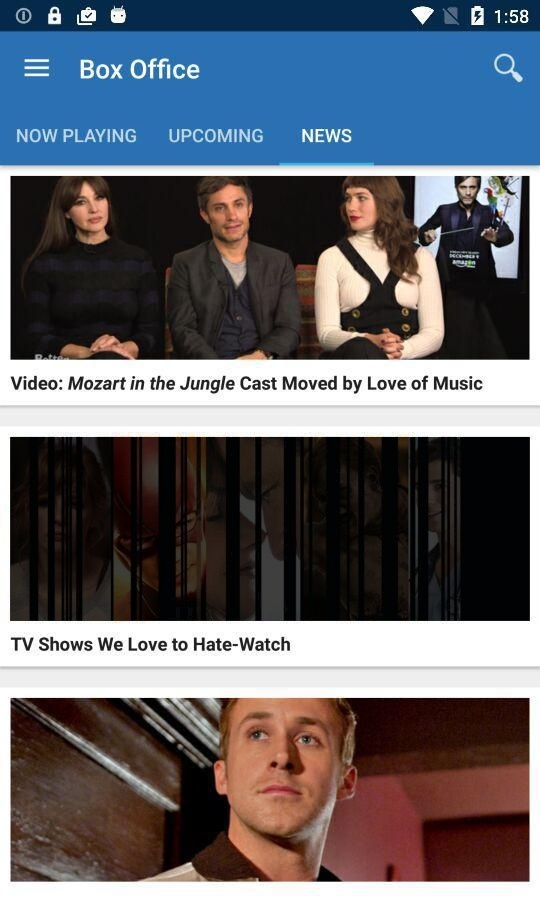 1:58
Box Office
NOW PLAYING UPCOMING NEWS
DECEMBER 9
amazon
Video: Mozart in the Jungle Cast Moved by Love of Music
TV Shows We Love to Hate-Watch